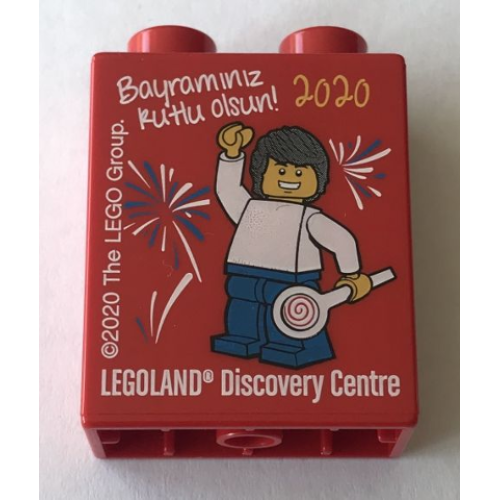 Bayramınız
kutlu olsun!
2020
©2020 The LEGO Group.
LEGOLAND® Discovery Centre